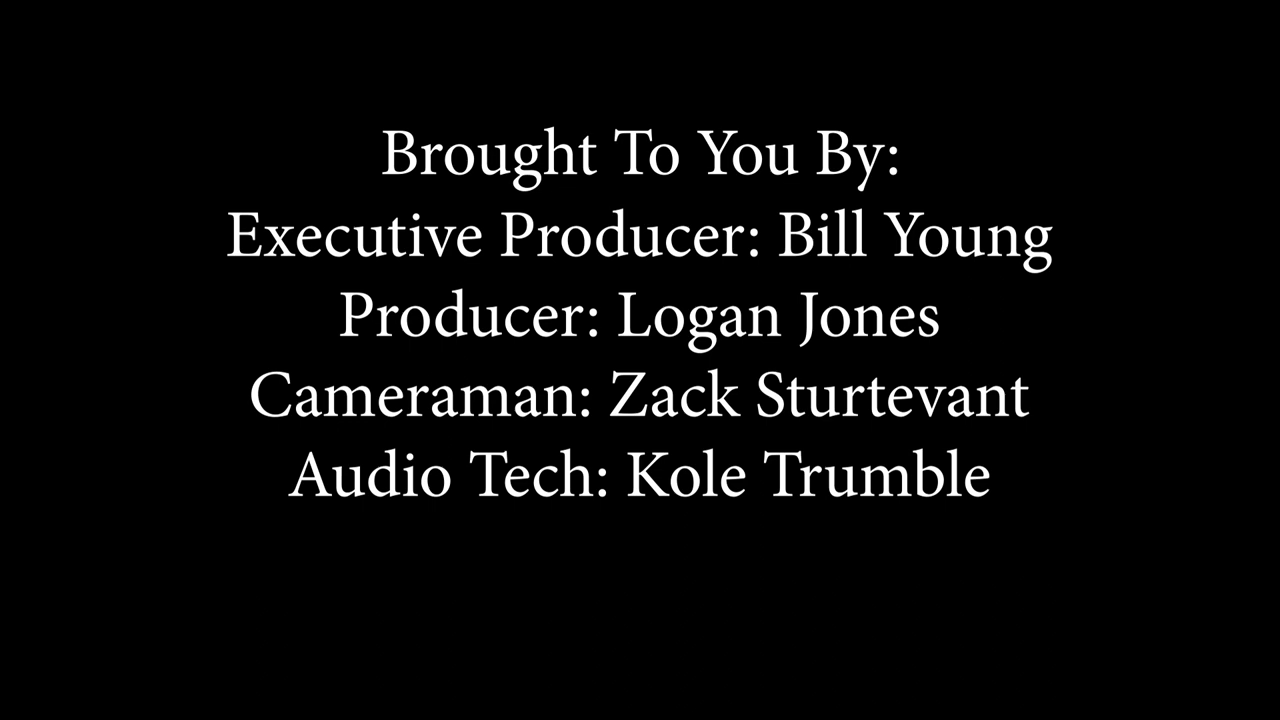 Brought To You By:
Executive Producer: Bill Young
Producer: Logan Jones
Cameraman: Zack Sturtevant
Audio Tech: Kole Trumble